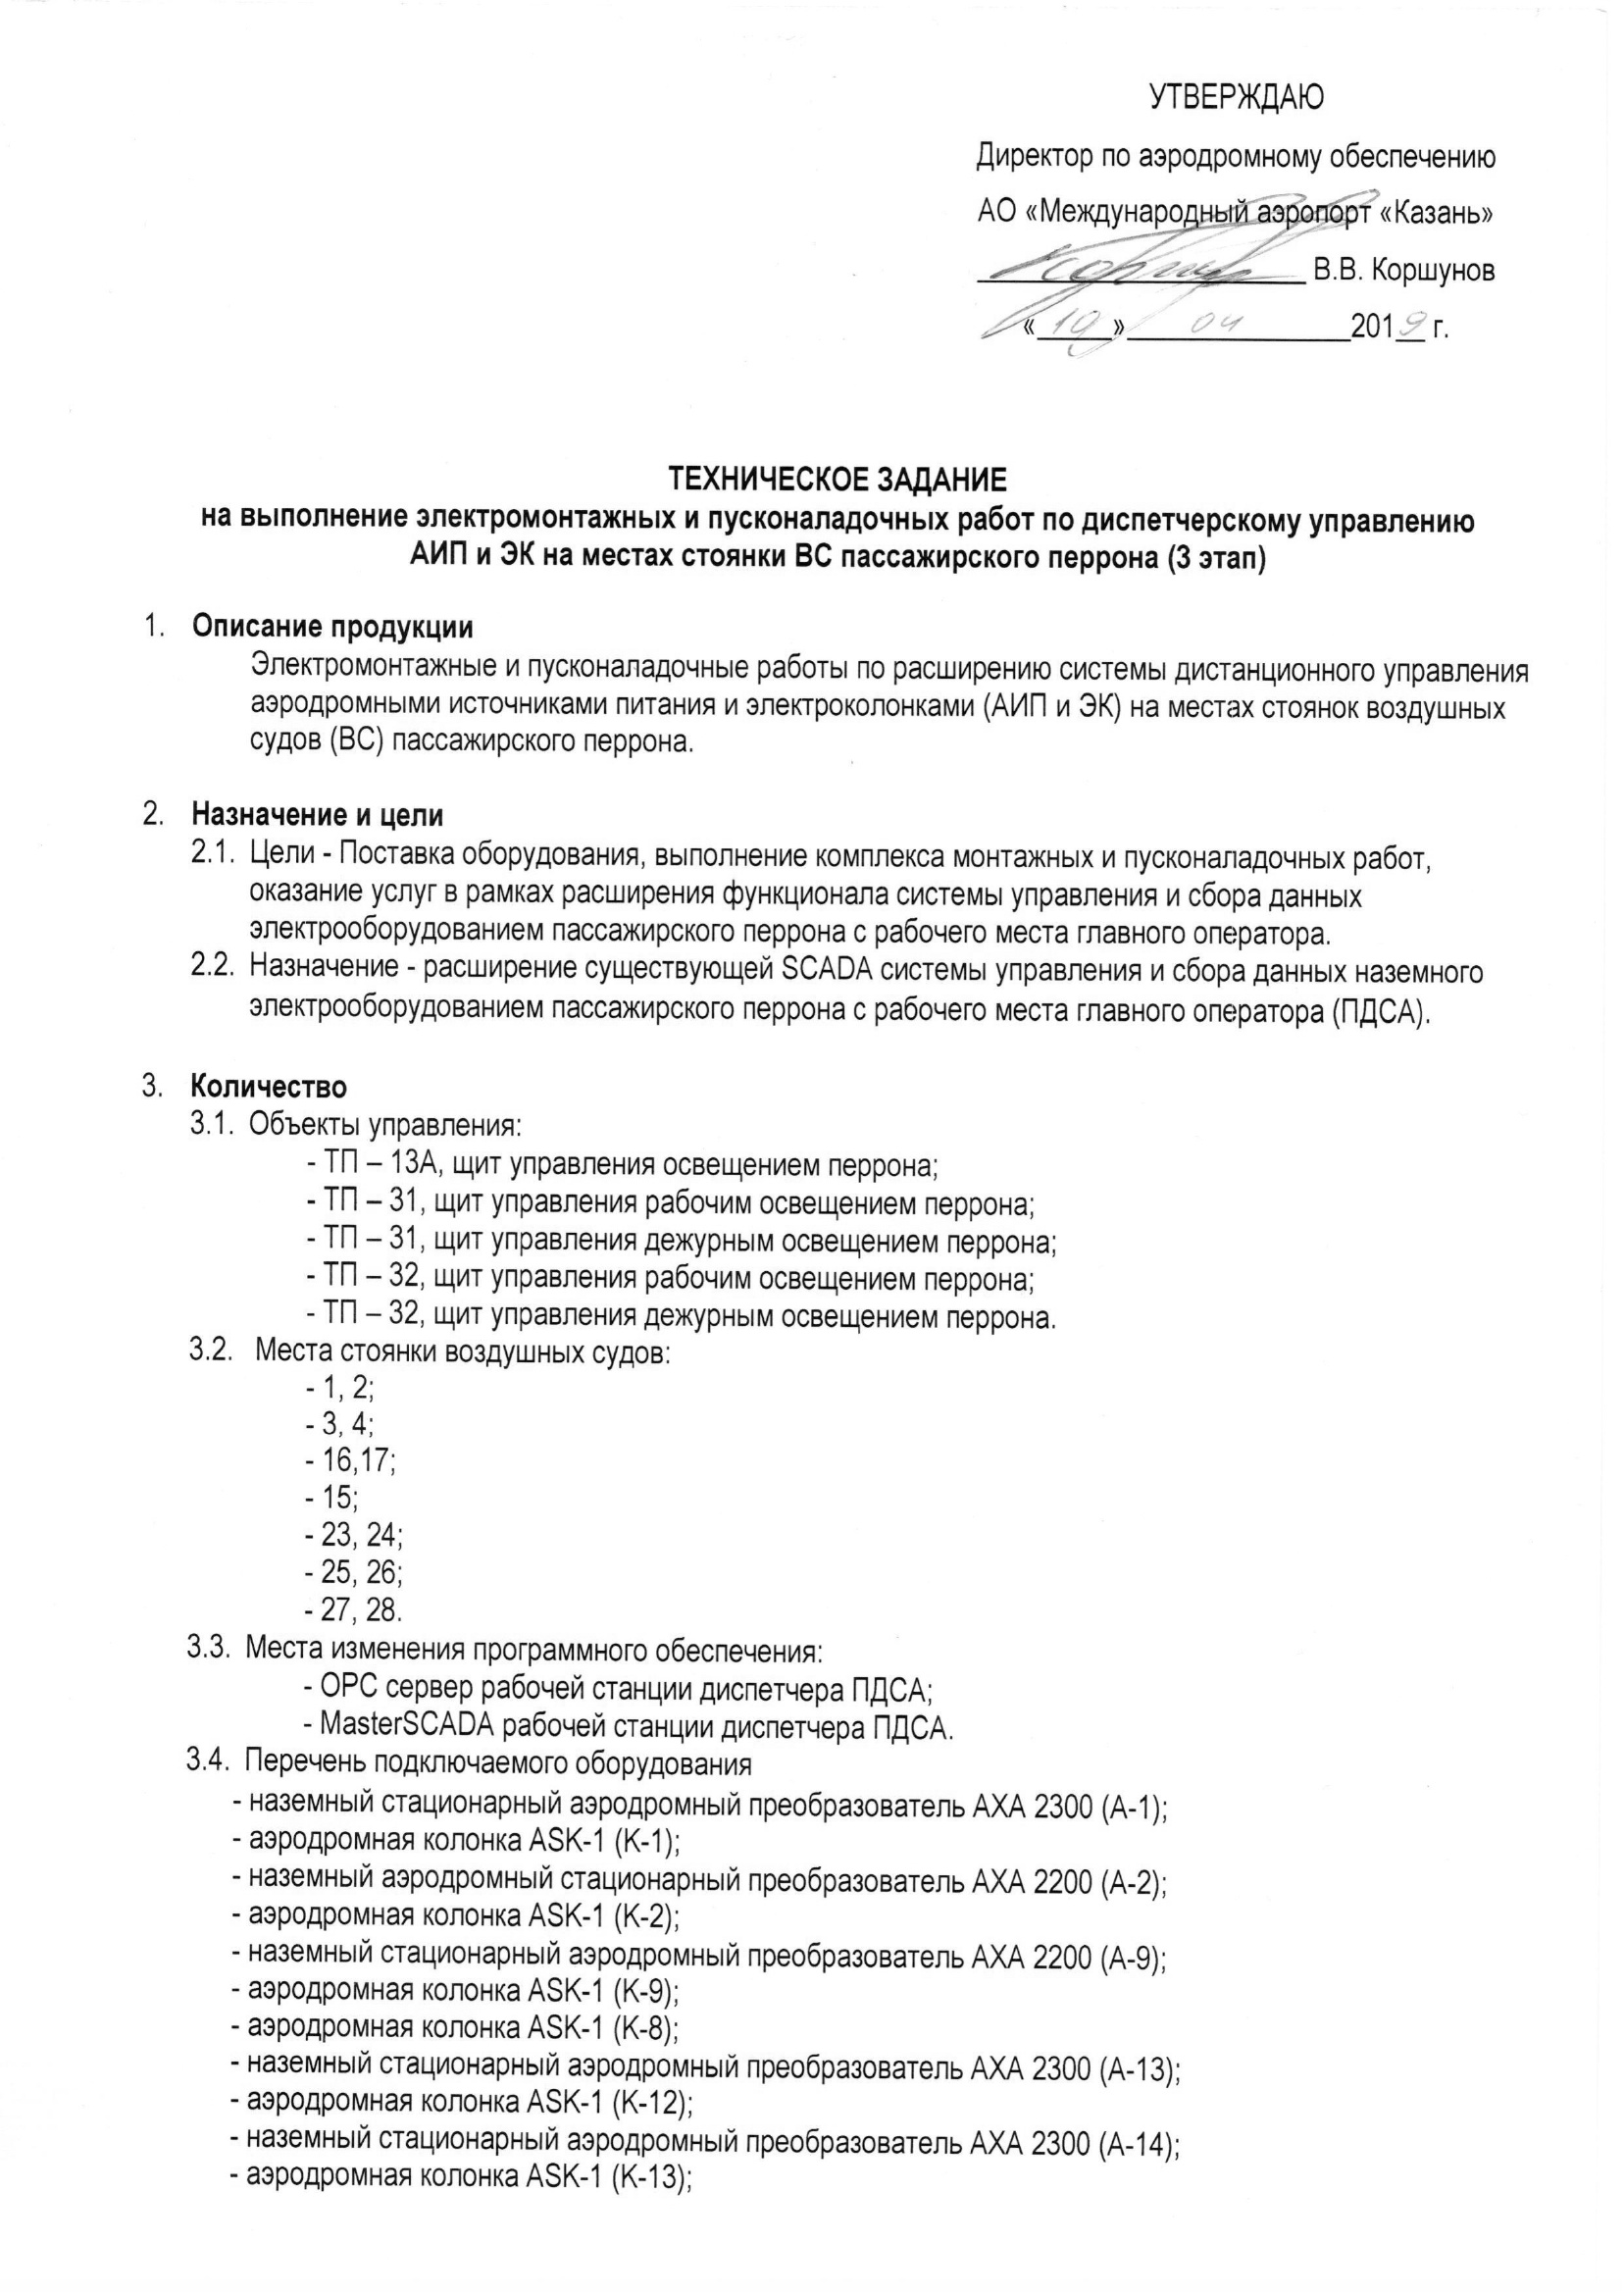 УТВЕРЖДАЮ
Директор по аэродромному обеспечению
АО «Международный аэропорт «Казань»
В.В. Коршунов
«19» 04 2019 г.
ТЕХНИЧЕСКОЕ ЗАДАНИЕ
на выполнение электромонтажных и пусконаладочных работ по диспетчерскому управлению
АИП и ЭК на местах стоянки ВС пассажирского перрона (3 этап)
1. Описание продукции
Электромонтажные и пусконаладочные работы по расширению системы дистанционного управления
аэродромными источниками питания и электроколонками (АИП и ЭК) на местах стоянок воздушных
судов (ВС) пассажирского перрона.
2. Назначение и цели
2.1. Цели - Поставка оборудования, выполнение комплекса монтажных и пусконаладочных работ,
оказание услуг в рамках расширения функционала системы управления и сбора данных
электрооборудованием пассажирского перрона с рабочего места главного оператора.
2.2. Назначение - расширение существующей SCADA системы управления и сбора данных наземного
электрооборудованием пассажирского перрона с рабочего места главного оператора (ПДСА).
3. Количество
3.1. Объекты управления:
- ТП – 13А, щит управления освещением перрона;
- ТП – 31, щит управления рабочим освещением перрона;
- ТП – 31, щит управления дежурным освещением перрона;
- ТП – 32, щит управления рабочим освещением перрона;
- ТП – 32, щит управления дежурным освещением перрона.
3.2. Места стоянки воздушных судов:
- 1, 2;
- 3, 4;
- 16,17;
- 15;
- 23, 24;
- 25, 26;
- 27, 28.
3.3. Места изменения программного обеспечения:
- ОРС сервер рабочей станции диспетчера ПДСА;
- MasterSCADA рабочей станции диспетчера ПДСА.
3.4. Перечень подключаемого оборудования
- наземный стационарный аэродромный преобразователь АХА 2300 (А-1);
- аэродромная колонка ASK-1 (К-1);
- наземный аэродромный стационарный преобразователь АХА 2200 (А-2);
- аэродромная колонка ASK-1 (К-2);
- наземный стационарный аэродромный преобразователь АХА 2200 (А-9);
- аэродромная колонка ASK-1 (К-9);
- аэродромная колонка ASK-1 (К-8);
- наземный стационарный аэродромный преобразователь АХА 2300 (А-13);
- аэродромная колонка ASK-1 (К-12);
- наземный стационарный аэродромный преобразователь АХА 2300 (А-14);
- аэродромная колонка ASK-1 (К-13);